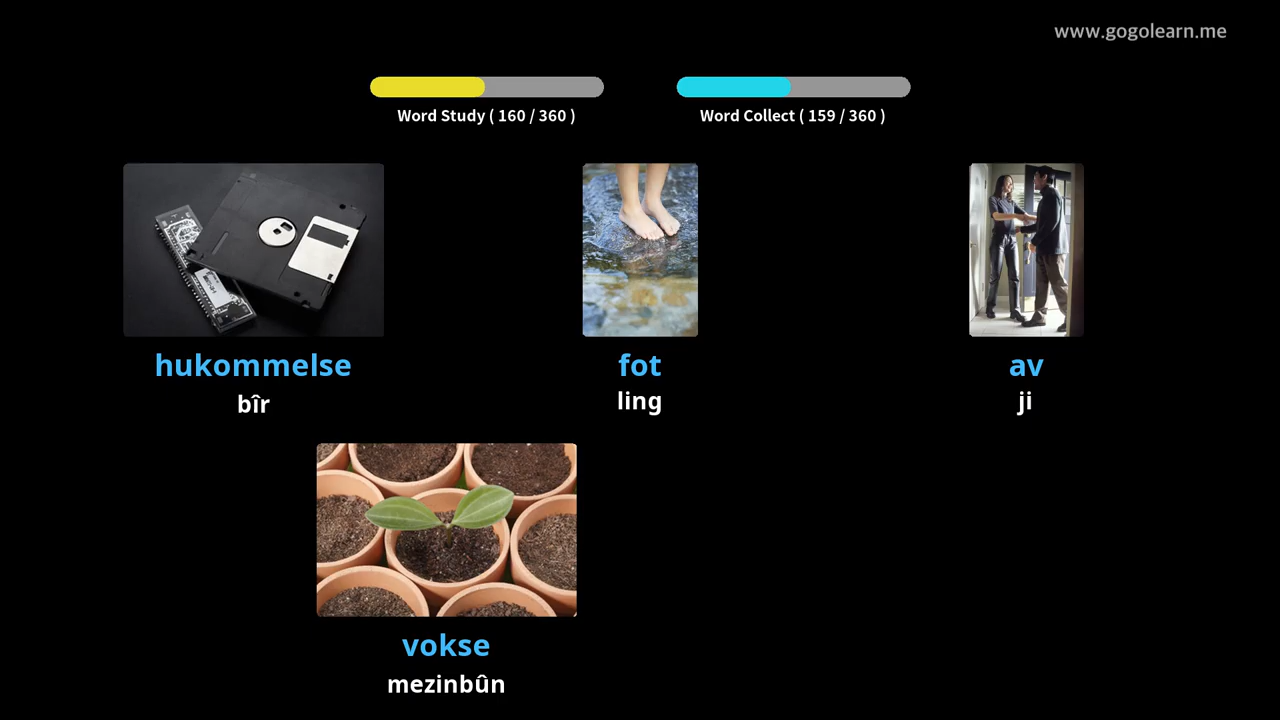 www.gogolearn.me
Word Study ( 160 / 360 )
Word Collect ( 159 / 360 )
hukommelse
bîr
fot
ling
av
ji
vokse
mezinbûn